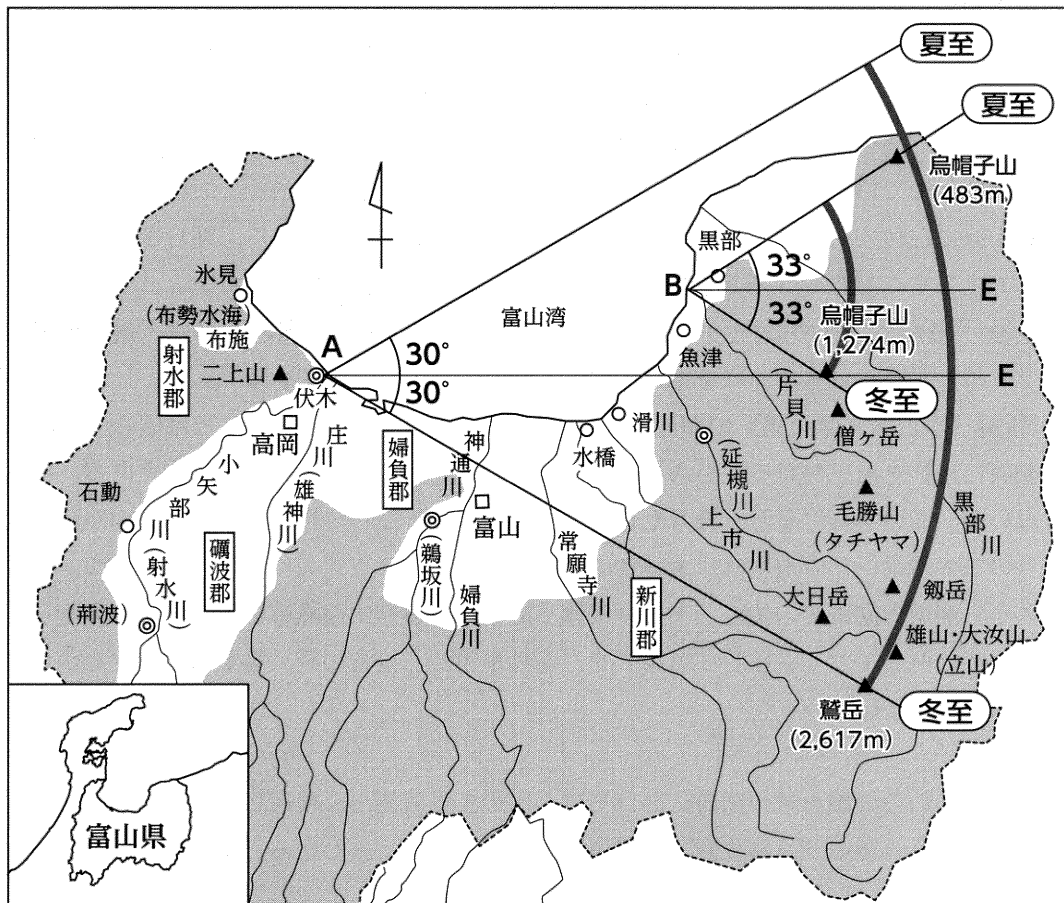 夏至
夏至
烏帽子山
(483m)
黒部
氷見
(布勢水海)
布施
B
33°
33°
E
富山湾
烏帽子山
(1,274m)
射水郡
二上山
A
伏木
30°
30°
魚津
E
冬至
(片貝川)
僧ヶ岳
高岡
滑川
水橋
(延槻川)
毛勝山
(タチヤマ)
黒部川
石動
小矢部川(射水川)
庄川(雄神川)
婦負郡
神通川
富山
上市川
礪波郡
(鵜坂川)
婦負川
常願寺川
新川郡
大日岳
劔岳
(荊波)
雄山・大汝山
(立山)
鷲岳
(2,617m)
冬至
富山県